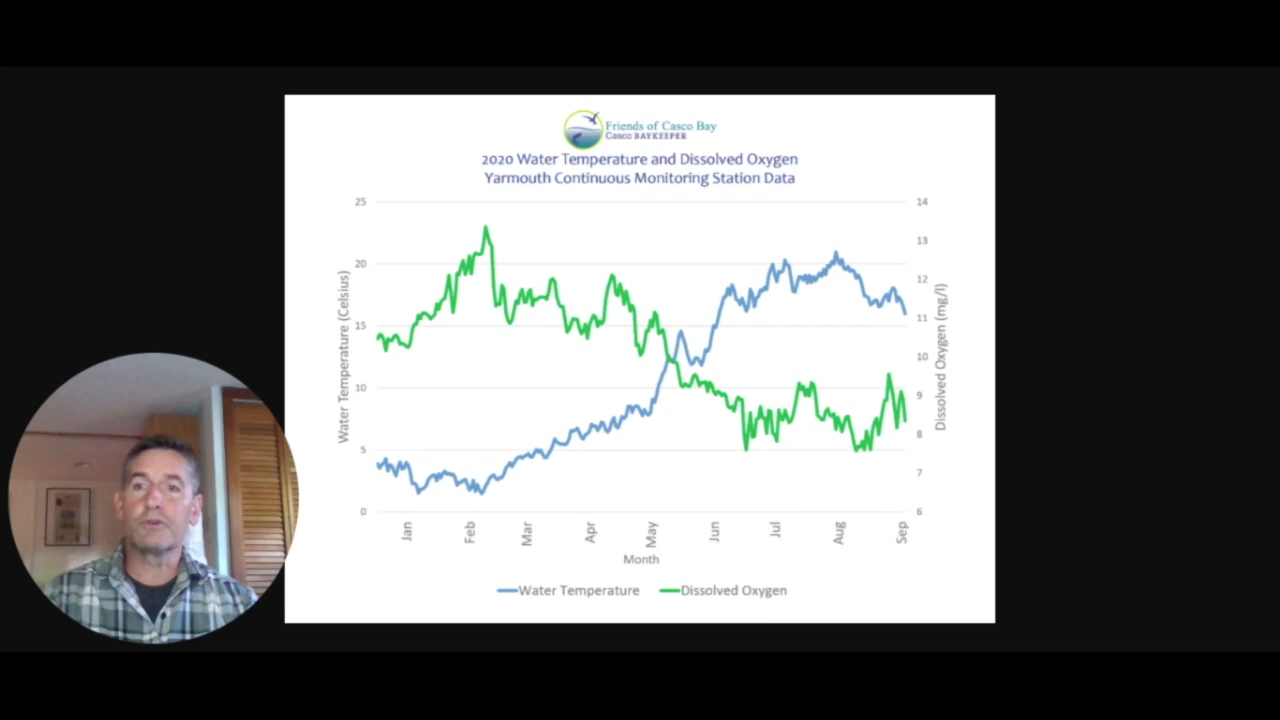 Friends of Casco Bay
Casco BAYKEEPER
2020 Water Temperature and Dissolved Oxygen
Yarmouth Continuous Monitoring Station Data
25
20
15
10
5
0
Water Temperature (Celsius)
14
13
12
11
10
9
8
7
6
Dissolved Oxygen (mg/l)
Jan
Feb
Mar
Apr
May
Jun
Jul
Aug
Sep
Month
Water Temperature
Dissolved Oxygen